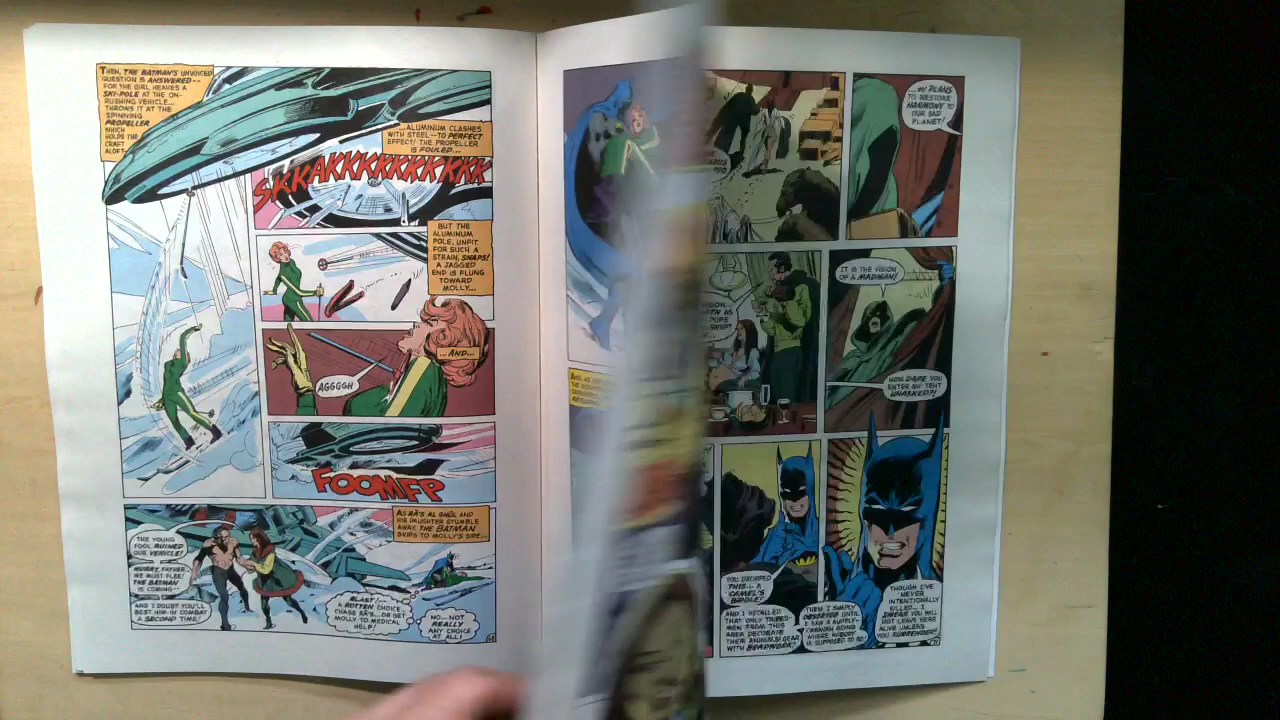 THEN, THE BATMAN'S UNVOICED
QUESTION IS ANSWERED--
FOR THE GIRL HEAVES A
SKI-POLE AT THE ON-
RUSHING VEHICLE...
THROWS IT AT THE
SPINNING
PROPELLER
WHICH
HOLDS THE
CRAFT
ALOFT--
...ALUMINUM CLASHES
WITH STEEL--TO PERFECT
EFFECT! THE PROPELLER
IS FOULED...
SKKRAKKKKKKKKKKK
BUT THE
ALUMINUM
POLE, UNFIT
FOR SUCH A
STRAIN, SNAPS!
A JAGGED
END IS FLUNG
TOWARD
MOLLY...
...AND...
AGGGGH
FOOMFP
AS RĀ'S AL GHŪL AND
HIS DAUGHTER STUMBLE
AWAY, THE BATMAN
SKIDS TO MOLLY'S SIDE...
THE YOUNG
FOOL RUINED
OUR VEHICLE!
HURRY, FATHER.
WE MUST FLEE!
THE BATMAN
IS COMING--
AND I DOUBT YOU'LL
BEST HIM IN COMBAT
A SECOND TIME!
BLAST!--
A ROTTEN CHOICE...
CHASE RĀ'S... OR GET
MOLLY TO MEDICAL
HELP!
NO... NOT
REALLY
ANY CHOICE
AT ALL!
...MY PLANS
TO RESTORE
HARMONY TO
OUR SAD
PLANET!
IT IS THE VISION
OF A MADMAN!
HOW DARE YOU
ENTER MY TENT
UNASKED?!
YOU DROPPED
THIS... A
CAMEL'S
BRIDLE!
AND I RECALLED
THAT ONLY TRIBES-
MEN FROM THIS
AREA DECORATE
THEIR ANIMALS' GEAR
WITH BEADWORK!
THEN I SIMPLY
OBSERVED UNTIL
I SAW A SUPPLY-
CARAVAN GOING
WHERE NOBODY
IS SUPPOSED TO BE!
THOUGH I'VE
NEVER
INTENTIONALLY
KILLED... I
SWEAR YOU WILL
NOT LEAVE HERE
ALIVE UNLESS
YOU SURRENDER!